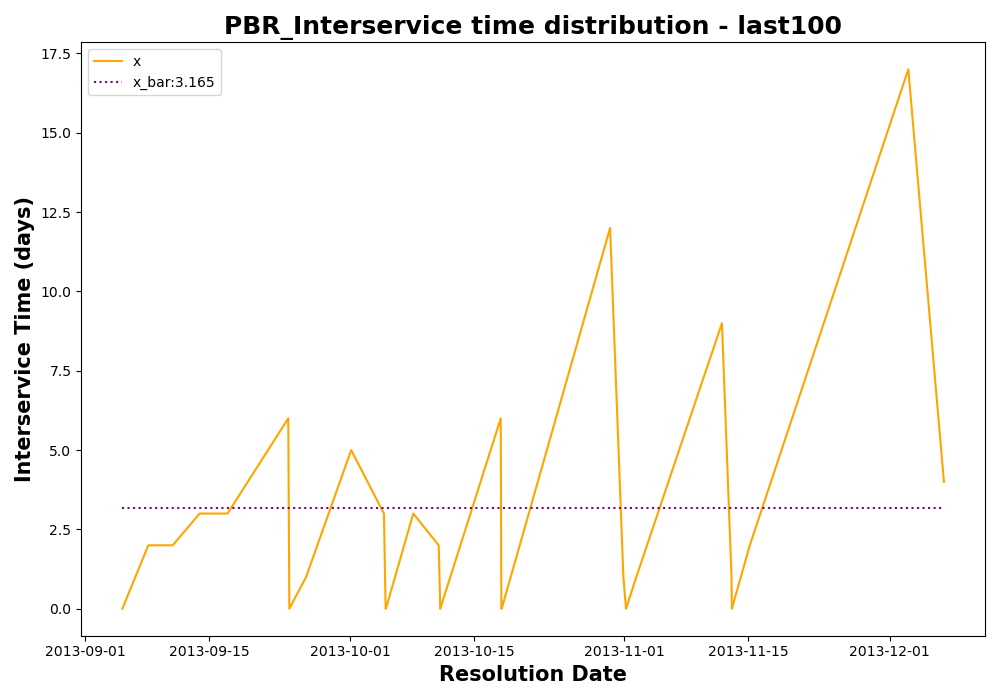 PBR_Interservice time distribution - last100
x
x_bar:3.165
17.5
15.0
12.5
10.0
7.5
5.0
2.5
0.0
Interservice Time (days)
2013-09-01 2013-09-15 2013-10-01 2013-10-15 2013-11-01 2013-11-15 2013-12-01
Resolution Date